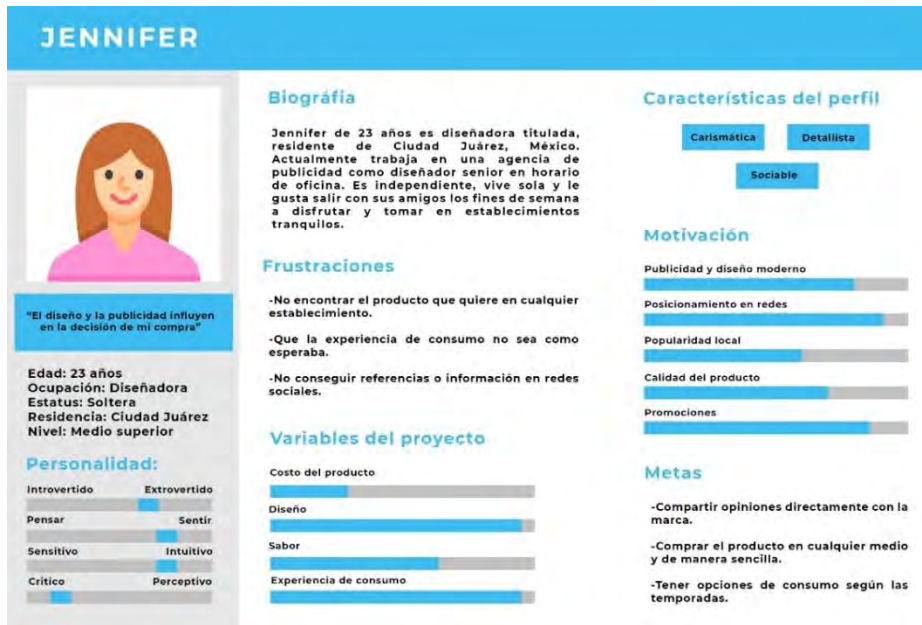 JENNIFER
"El diseño y la publicidad influyen
en la decisión de mi compra"
Edad: 23 años
Ocupación: Diseñadora
Estatus: Soltera
Residencia: Ciudad Juárez
Nivel: Medio superior
Personalidad:
Introvertido Extrovertido
Pensar Sentir
Sensitivo Intuitivo
Critico Perceptivo
Biográfia
Jennifer de 23 años es diseñadora titulada,
residente de Ciudad Juárez, México.
Actualmente trabaja en una agencia de
publicidad como diseñador senior en horario
de oficina. Es independiente, vive sola y le
gusta salir con sus amigos los fines de semana
a disfrutar y tomar en establecimientos
tranquilos.
Frustraciones
-No encontrar el producto que quiere en cualquier
establecimiento.
-Que la experiencia de consumo no sea como
esperaba.
-No conseguir referencias o información en redes
sociales.
Variables del proyecto
Costo del producto
Diseño
Sabor
Experiencia de consumo
Características del perfil
Carismática
Detallista
Sociable
Motivación
Publicidad y diseño moderno
Posicionamiento en redes
Popularidad local
Calidad del producto
Promociones
Metas
-Compartir opiniones directamente con la
marca.
-Comprar el producto en cualquier medio
y de manera sencilla.
-Tener opciones de consumo según las
temporadas.